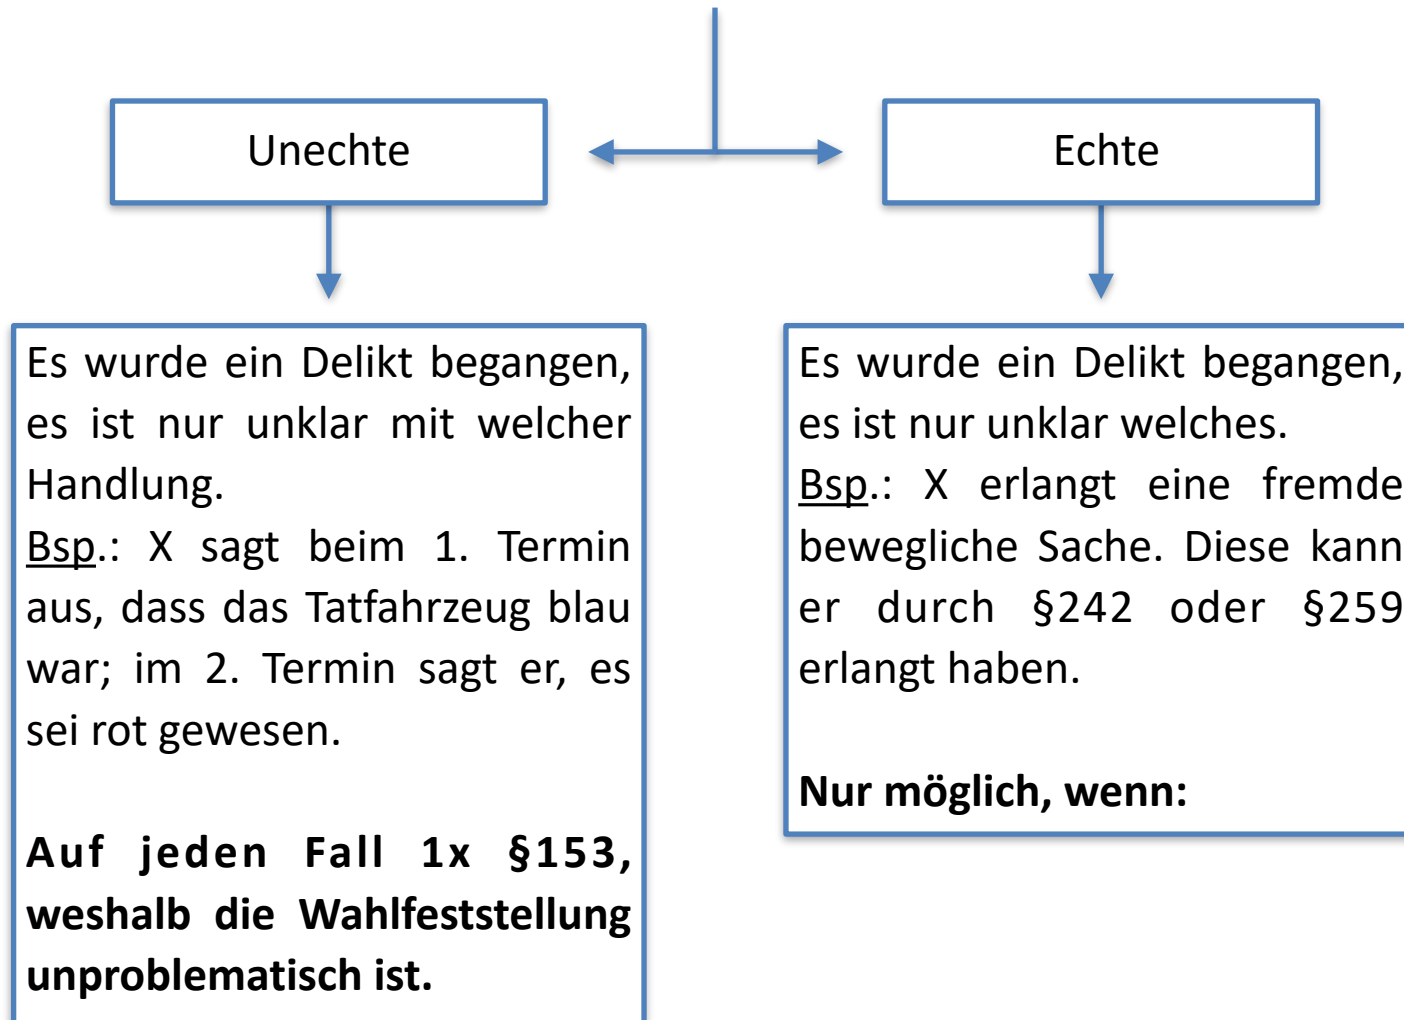 Unechte
Echte
Es wurde ein Delikt begangen,
es ist nur unklar mit welcher
Handlung.
Bsp.: X sagt beim 1. Termin
aus, dass das Tatfahrzeug blau
war; im 2. Termin sagt er, es
sei rot gewesen.
Auf jeden Fall 1x §153,
weshalb die Wahlfeststellung
unproblematisch ist.
Es wurde ein Delikt begangen,
es ist nur unklar welches.
Bsp.: X erlangt eine fremde
bewegliche Sache. Diese kann
er durch §242 oder §259
erlangt haben.
Nur möglich, wenn: